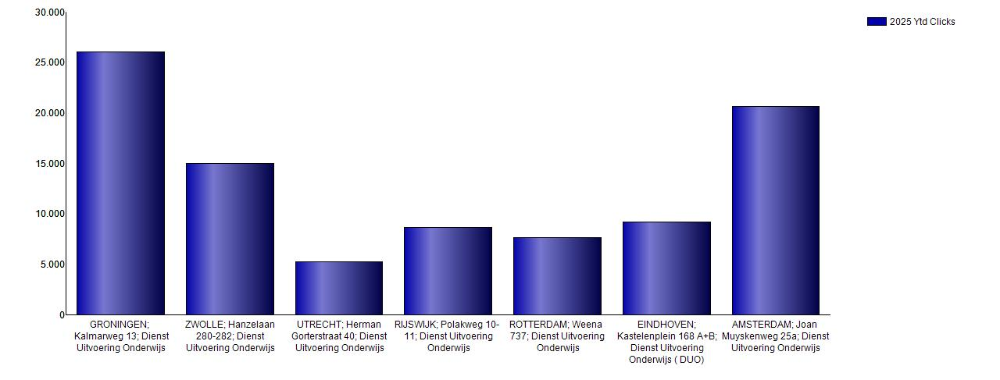 30.000
25.000
20.000
15.000
10.000
5.000
0
2025 Ytd Clicks
GRONINGEN;
Kalmarweg 13; Dienst
Uitvoering Onderwijs
ZWOLLE; Hanzelaan
280-282; Dienst
Uitvoering Onderwijs
UTRECHT; Herman
Gorterstraat 40; Dienst
Uitvoering Onderwijs
RIJSWIJK; Polakweg 10-
11; Dienst Uitvoering
Onderwijs
ROTTERDAM; Weena
737; Dienst Uitvoering
Onderwijs
EINDHOVEN;
Kastelenplein 168 A+B;
Dienst Uitvoering
Onderwijs ( DUO)
AMSTERDAM; Joan
Muyskenweg 25a; Dienst
Uitvoering Onderwijs